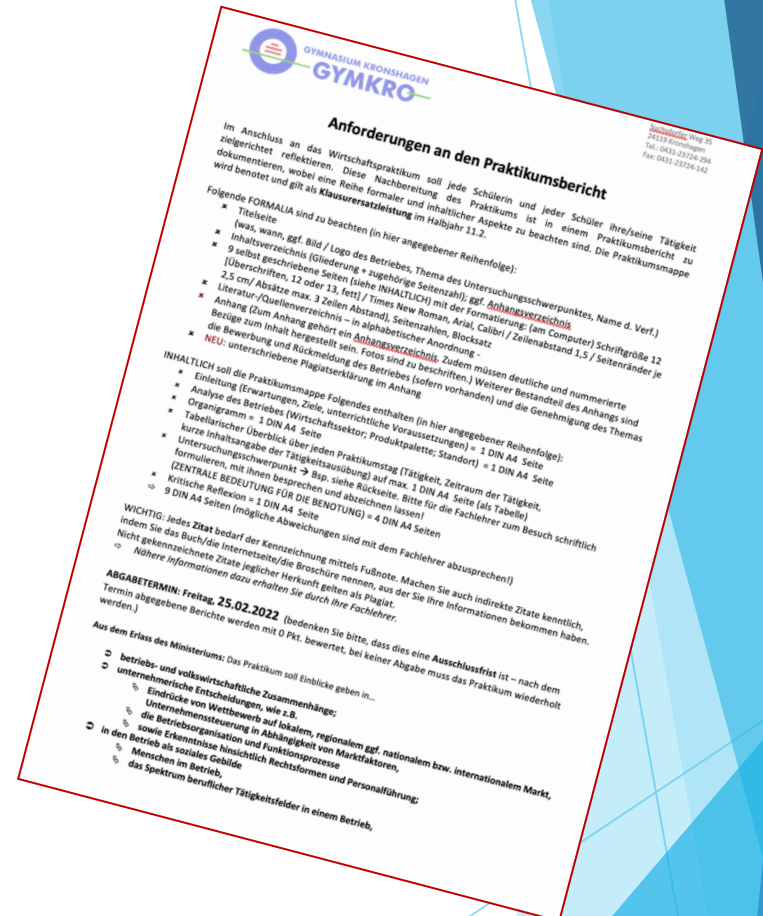 GYMNASIUM KRONSHAGEN
GYMKRO
Suchsdorfer Weg 35
24119 Kronshagen
Tel.: 0431-23724-294
Fax: 0431-23724-142
Anforderungen an den Praktikumsbericht
Im Anschluss an das Wirtschaftspraktikum soll jede Schülerin und jeder Schüler ihre/seine Tätigkeit
zielgerichtet reflektieren. Diese Nachbereitung des Praktikums ist in einem Praktikumsbericht zu
dokumentieren, wobei eine Reihe formaler und inhaltlicher Aspekte zu beachten sind. Die Praktikumsmappe
wird benotet und gilt als Klausurersatzleistung im Halbjahr 11.2.
Folgende FORMALIA sind zu beachten (in hier angegebener Reihenfolge):
Titelseite
(was, wann, ggf. Bild / Logo des Betriebes, Thema des Untersuchungsschwerpunktes, Name d. Verf.)
Inhaltsverzeichnis (Gliederung + zugehörige Seitenzahl); ggf. Anhangsverzeichnis
9 selbst geschriebene Seiten (siehe INHALTLICH) mit der Formatierung: (am Computer) Schriftgröße 12
[Überschriften, 12 oder 13, fett] / Times New Roman, Arial, Calibri / Zeilenabstand 1,5 / Seitenränder je
2,5 cm/ Absätze max. 3 Zeilen Abstand), Seitenzahlen, Blocksatz
Literatur-/Quellenverzeichnis – in alphabetischer Anordnung -
Anhang (Zum Anhang gehört ein Anhangsverzeichnis. Zudem müssen deutliche und nummerierte
Bezüge zum Inhalt hergestellt sein. Fotos sind zu beschriften.) Weiterer Bestandteil des Anhangs sind
die Bewerbung und Rückmeldung des Betriebes (sofern vorhanden) und die Genehmigung des Themas
NEU: unterschriebene Plagiatserklärung im Anhang
INHALTLICH soll die Praktikumsmappe Folgendes enthalten (in hier angegebener Reihenfolge):
Einleitung (Erwartungen, Ziele, unterrichtliche Voraussetzungen) = 1 DIN A4 Seite
Analyse des Betriebes (Wirtschaftssektor; Produktpalette; Standort) = 1 DIN A4 Seite
Organigramm = 1 DIN A4 Seite
Tabellarischer Überblick über jeden Praktikumstag (Tätigkeit, Zeitraum der Tätigkeit,
kurze Inhaltsangabe der Tätigkeitsausübung) auf max. 1 DIN A4 Seite (als Tabelle)
Untersuchungsschwerpunkt → Bsp. siehe Rückseite. Bitte für die Fachlehrer zum Besuch schriftlich
formulieren, mit ihnen besprechen und abzeichnen lassen!
(ZENTRALE BEDEUTUNG FÜR DIE BENOTUNG) = 4 DIN A4 Seiten
Kritische Reflexion = 1 DIN A4 Seite
⇨ 9 DIN A4 Seiten (mögliche Abweichungen sind mit dem Fachlehrer abzusprechen!)
WICHTIG: Jedes Zitat bedarf der Kennzeichnung mittels Fußnote. Machen Sie auch indirekte Zitate kenntlich,
indem Sie das Buch/die Internetseite/die Broschüre nennen, aus der Sie Ihre Informationen bekommen haben.
Nicht gekennzeichnete Zitate jeglicher Herkunft gelten als Plagiat.
⇨ Nähere Informationen dazu erhalten Sie durch Ihre Fachlehrer.
ABGABETERMIN: Freitag, 25.02.2022 (bedenken Sie bitte, dass dies eine Ausschlussfrist ist – nach dem
Termin abgegebene Berichte werden mit 0 Pkt. bewertet, bei keiner Abgabe muss das Praktikum wiederholt
werden.)
Aus dem Erlass des Ministeriums: Das Praktikum soll Einblicke geben in...
betriebs- und volkswirtschaftliche Zusammenhänge;
unternehmerische Entscheidungen, wie z.B.
Eindrücke von Wettbewerb auf lokalem, regionalem ggf. nationalem bzw. internationalem Markt,
Unternehmenssteuerung in Abhängigkeit von Marktfaktoren,
die Betriebsorganisation und Funktionsprozesse
sowie Erkenntnisse hinsichtlich Rechtsformen und Personalführung;
in den Betrieb als soziales Gebilde
Menschen im Betrieb,
das Spektrum beruflicher Tätigkeitsfelder in einem Betrieb,